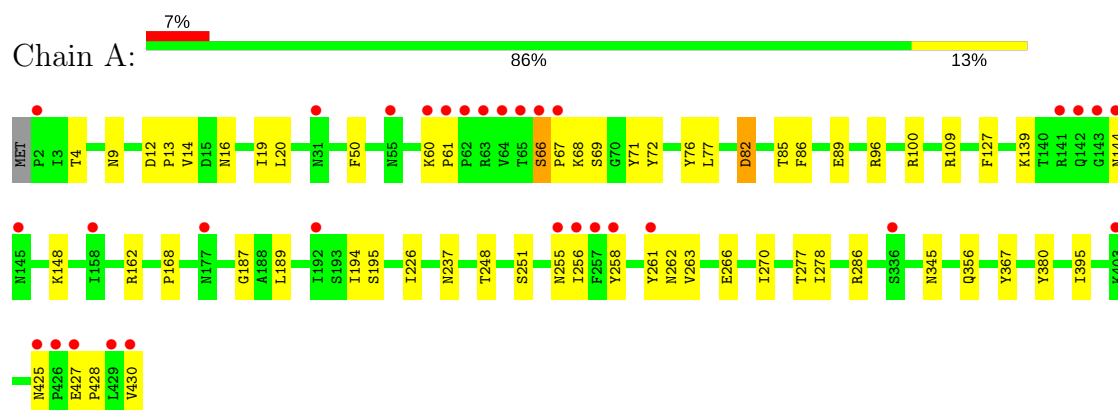 7%
Chain A:
86%
13%
MET P2 I3 T4 N9 D12 P13 V14 D15 N16 I19 L20 N31 F50 N55 K60 P61 P62 R63 V64 T65 S66 P67 K68 S69 G70 Y71 Y72 Y76 L77 D82 T85 F86 E89 R96 R100 R109 F127 K139 T140 R141 Q142 G143 N144
N145 K148 I158 R162 P168 N177 G187 A188 L189 I192 S193 I194 S195 I226 N237 T248 S251 N255 I256 F257 Y258 Y261 N262 V263 E266 I270 T277 I278 R286 S336 N345 Q356 Y367 Y380 I395 K403
N425 P426 E427 P428 L429 V430